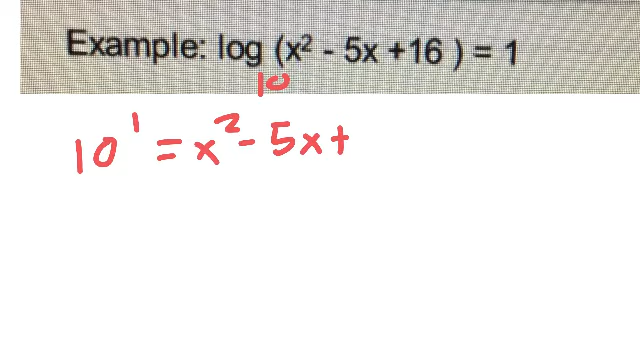 Example: log (x² - 5x +16 ) = 1
10
10¹ = x² - 5x +